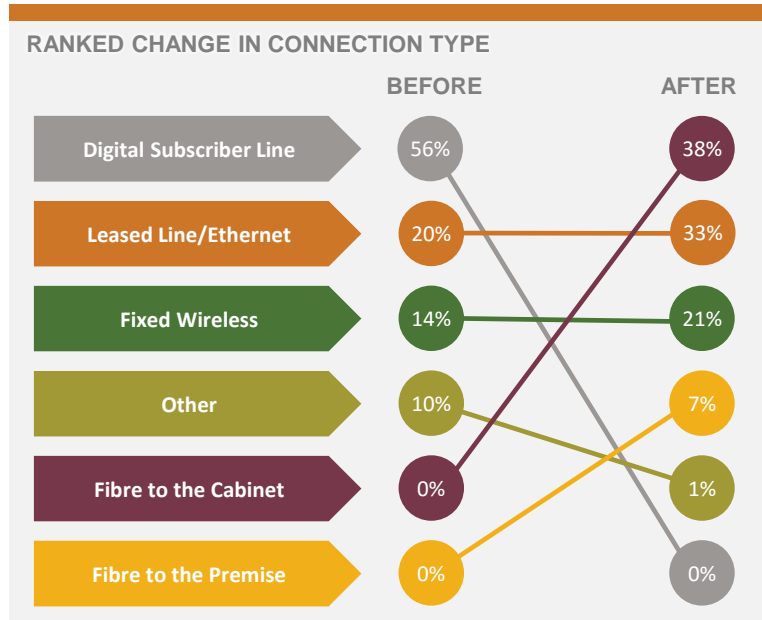 RANKED CHANGE IN CONNECTION TYPE
BEFORE AFTER
Digital Subscriber Line 56% 38%
Leased Line/Ethernet 20% 33%
Fixed Wireless 14% 21%
Other 10% 7%
Fibre to the Cabinet 0% 1%
Fibre to the Premise 0% 0%